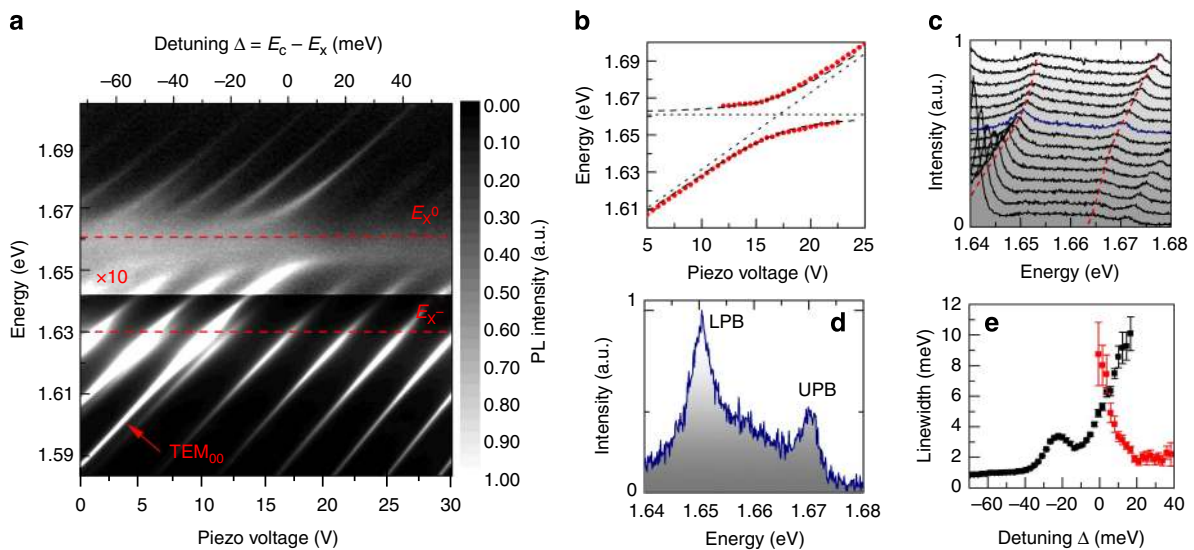 a
Detuning Δ = E_c – E_x (meV)
–60 –40 –20 0 20 40
Energy (eV)
1.69
1.67
1.65
1.63
1.61
1.59
E_X⁰
×10
E_X⁻
TEM₀₀
0 5 10 15 20 25 30
Piezo voltage (V)
0.00
0.10
0.20
0.30
0.40
0.50
0.60
0.70
0.80
0.90
1.00
PL intensity (a.u.)
b
Energy (eV)
1.69
1.67
1.65
1.63
1.61
5 10 15 20 25
Piezo voltage (V)
c
Intensity (a.u.)
1
0
1.64 1.65 1.66 1.67 1.68
Energy (eV)
d
Intensity (a.u.)
1
0
LPB
UPB
1.64 1.65 1.66 1.67 1.68
Energy (eV)
e
Linewidth (meV)
12
10
8
6
4
2
0
–60 –40 –20 0 20 40
Detuning Δ (meV)